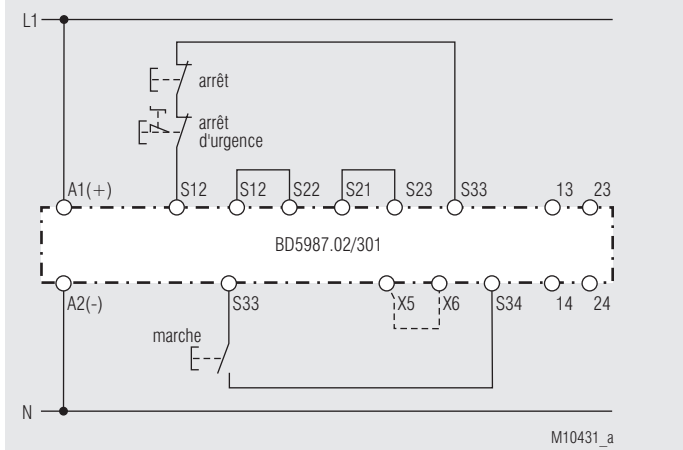 L1
arrêt
arrêt
d'urgence
A1(+) S12 S12 S22 S21 S23 S33 13 23
BD5987.02/301
A2(-) S33 X5 X6 S34 14 24
marche
N
M10431_a